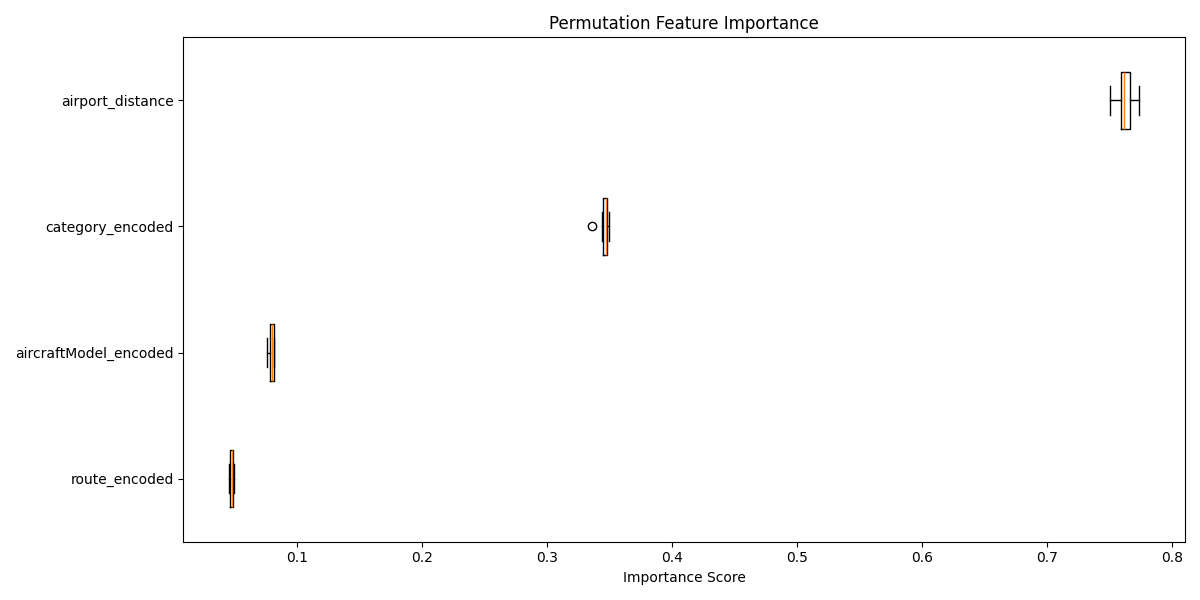 Permutation Feature Importance
airport_distance
category_encoded
aircraftModel_encoded
route_encoded
0.1 0.2 0.3 0.4 0.5 0.6 0.7 0.8
Importance Score